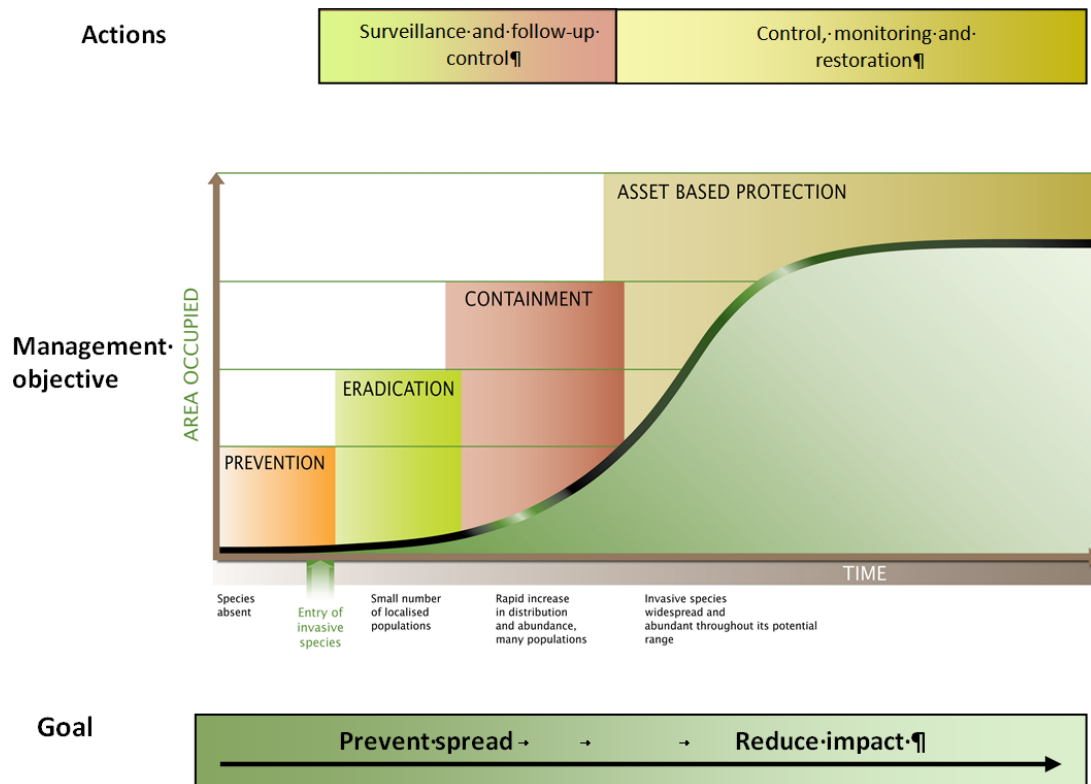 Actions
Surveillance·and·follow-up·
control¶
Control,·monitoring·and·
restoration¶
Management·
objective
AREA OCCUPIED
ASSET BASED PROTECTION
CONTAINMENT
ERADICATION
PREVENTION
TIME
Species
absent
Entry of
invasive
species
Small number
of localised
populations
Rapid increase
in distribution
and abundance,
many populations
Invasive species
widespread and
abundant throughout its potential
range
Goal
Prevent·spread → → → Reduce·impact·¶